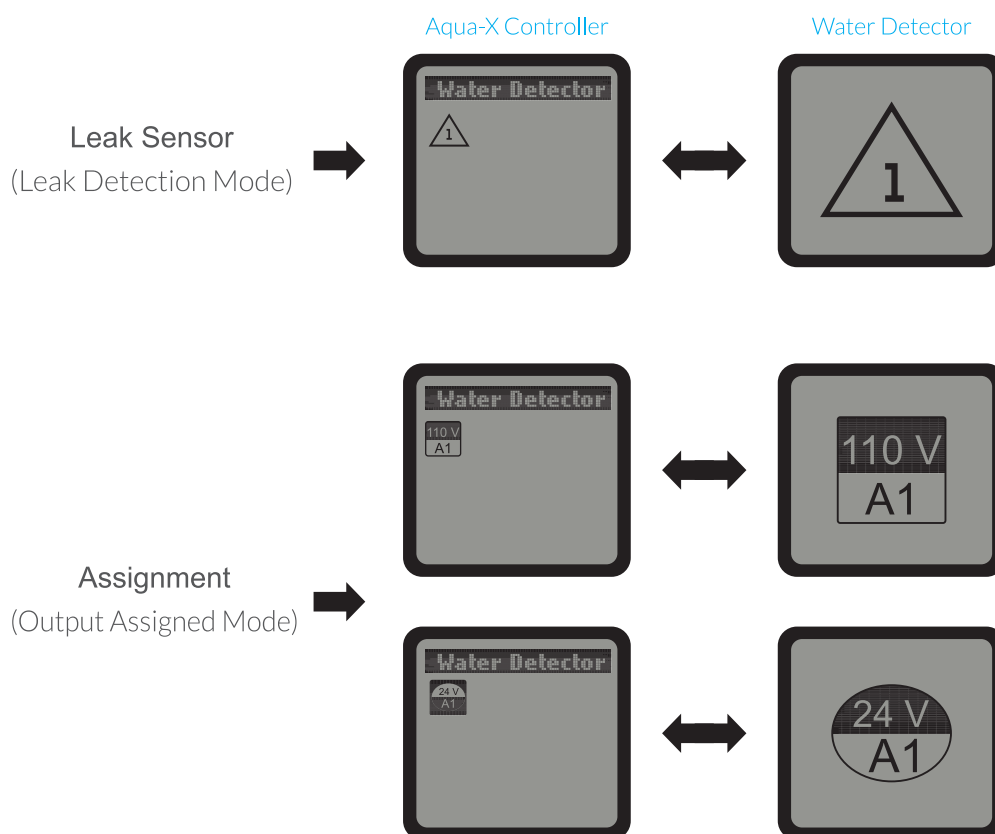 Aqua-X Controller
Water Detector
Leak Sensor
(Leak Detection Mode)
Water Detector
1
1
Assignment
(Output Assigned Mode)
Water Detector
110 V
A1
110 V
A1
Water Detector
24 V
A1
24 V
A1